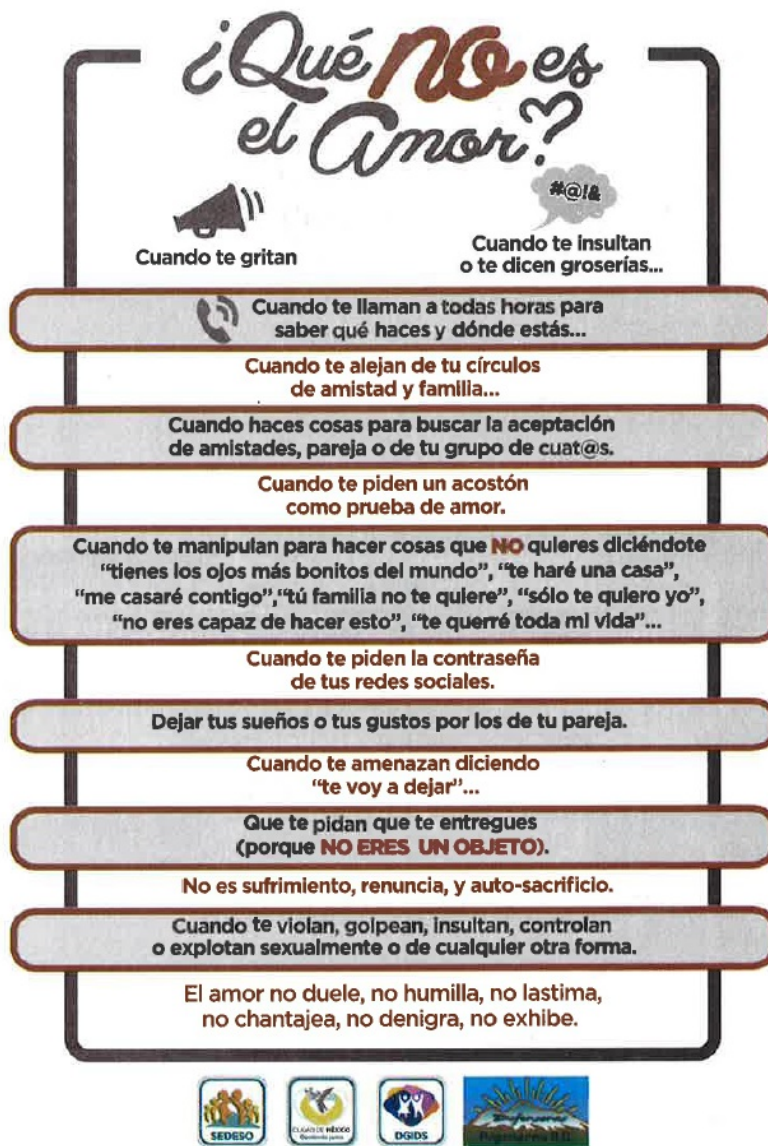 ¿Qué no es
el Amor?
#@!&
Cuando te gritan
Cuando te insultan
o te dicen groserías...
Cuando te llaman a todas horas para
saber qué haces y dónde estás...
Cuando te alejan de tu círculos
de amistad y familia...
Cuando haces cosas para buscar la aceptación
de amistades, pareja o de tu grupo de cuat@s.
Cuando te piden un acostón
como prueba de amor.
Cuando te manipulan para hacer cosas que NO quieres diciéndote
“tienes los ojos más bonitos del mundo”, “te haré una casa”,
“me casaré contigo”,“tú familia no te quiere”, “sólo te quiero yo”,
“no eres capaz de hacer esto”, “te querré toda mi vida”...
Cuando te piden la contraseña
de tus redes sociales.
Dejar tus sueños o tus gustos por los de tu pareja.
Cuando te amenazan diciendo
“te voy a dejar”...
Que te pidan que te entregues
(porque NO ERES UN OBJETO).
No es sufrimiento, renuncia, y auto-sacrificio.
Cuando te violan, golpean, insultan, controlan
o explotan sexualmente o de cualquier otra forma.
El amor no duele, no humilla, no lastima,
no chantajea, no denigra, no exhibe.
SEDESO
CIUDAD DE MÉXICO
DGIDS